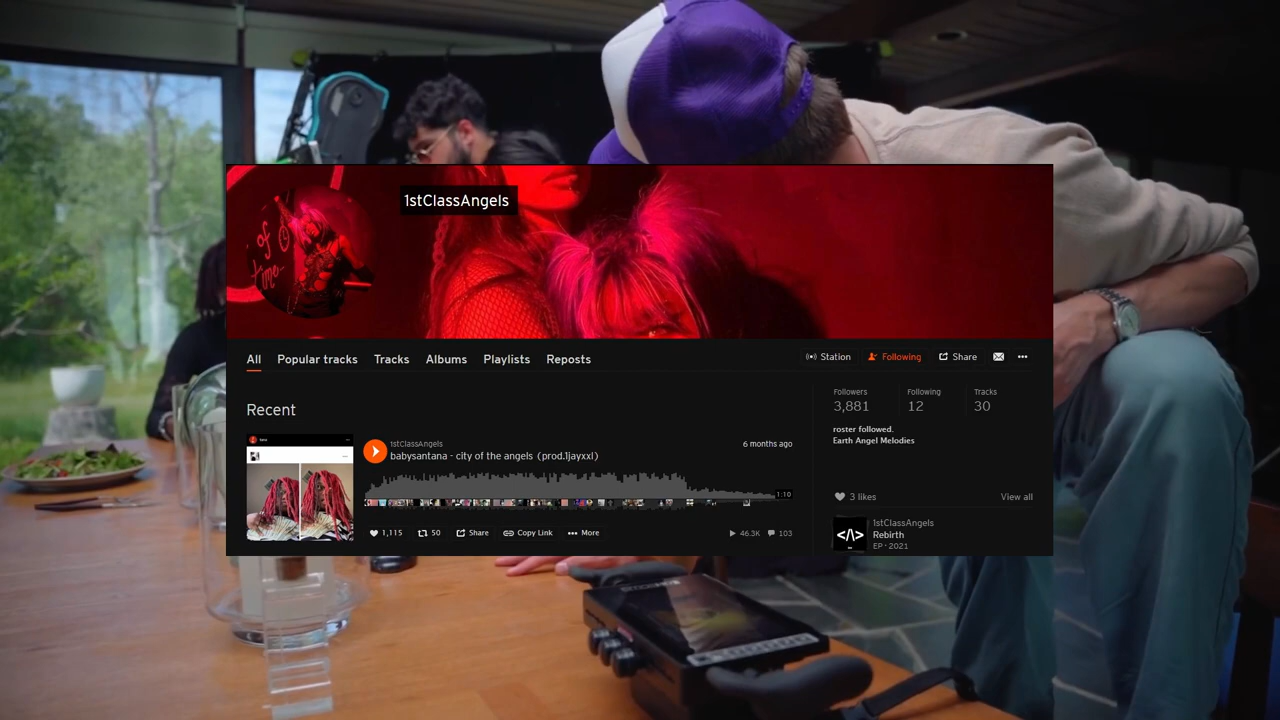 1stClassAngels
of
time
All Popular tracks Tracks Albums Playlists Reposts
Station Following Share
Followers Following Tracks
3,881 12 30
roster followed.
Earth Angel Melodies
Recent
1stClassAngels
6 months ago
babysantana - city of the angels (prod.1jayxxl)
1:10
1,115 50 Share Copy Link More
46.3K 103
3 likes View all
1stClassAngels
Rebirth
EP · 2021